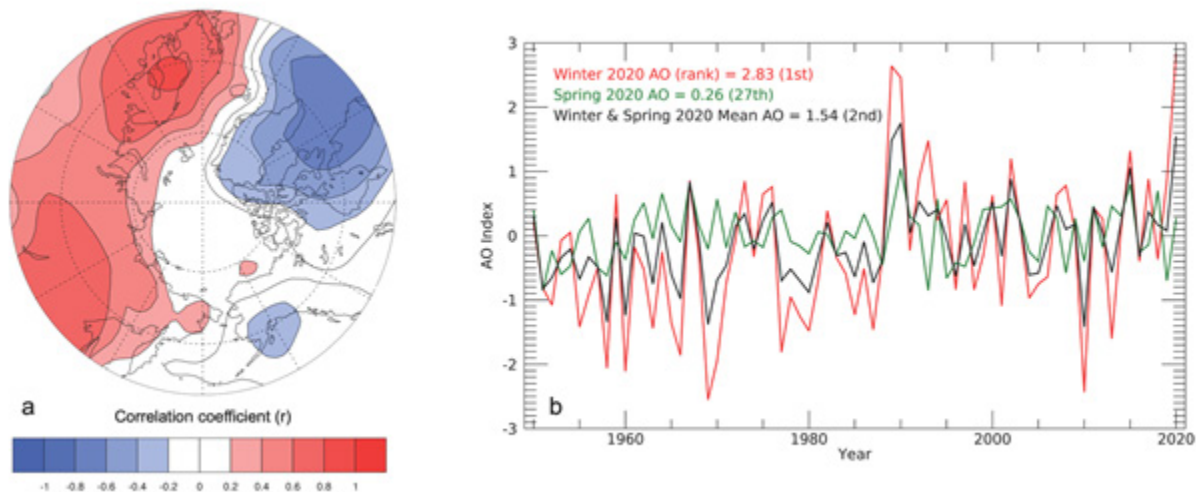 a
Correlation coefficient (r)
-1 -0.8 -0.6 -0.4 -0.2 0 0.2 0.4 0.6 0.8 1
3
2
1
0
-1
-2
-3
AO Index
Winter 2020 AO (rank) = 2.83 (1st)
Spring 2020 AO = 0.26 (27th)
Winter & Spring 2020 Mean AO = 1.54 (2nd)
b
1960 1980 2000 2020
Year